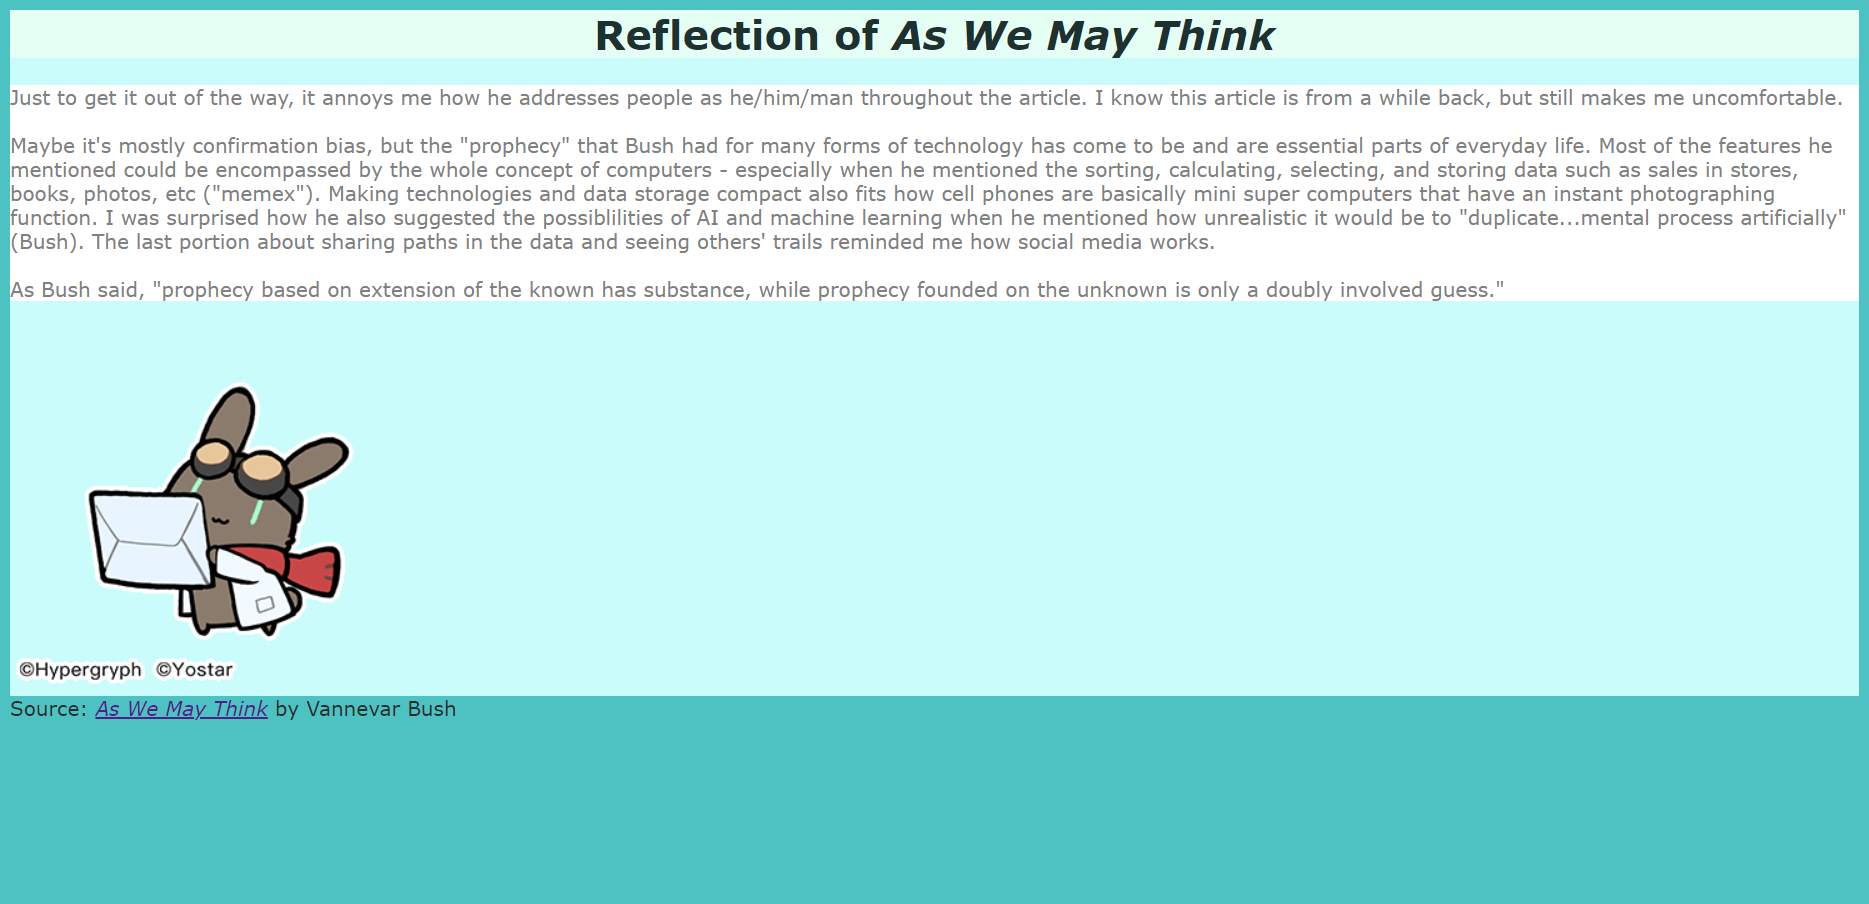 Reflection of As We May Think
Just to get it out of the way, it annoys me how he addresses people as he/him/man throughout the article. I know this article is from a while back, but still makes me uncomfortable.
Maybe it's mostly confirmation bias, but the "prophecy" that Bush had for many forms of technology has come to be and are essential parts of everyday life. Most of the features he
mentioned could be encompassed by the whole concept of computers - especially when he mentioned the sorting, calculating, selecting, and storing data such as sales in stores,
books, photos, etc ("memex"). Making technologies and data storage compact also fits how cell phones are basically mini super computers that have an instant photographing
function. I was surprised how he also suggested the possiblilities of AI and machine learning when he mentioned how unrealistic it would be to "duplicate...mental process artificially"
(Bush). The last portion about sharing paths in the data and seeing others' trails reminded me how social media works.
As Bush said, "prophecy based on extension of the known has substance, while prophecy founded on the unknown is only a doubly involved guess."
©Hypergryph ©Yostar
Source: As We May Think by Vannevar Bush